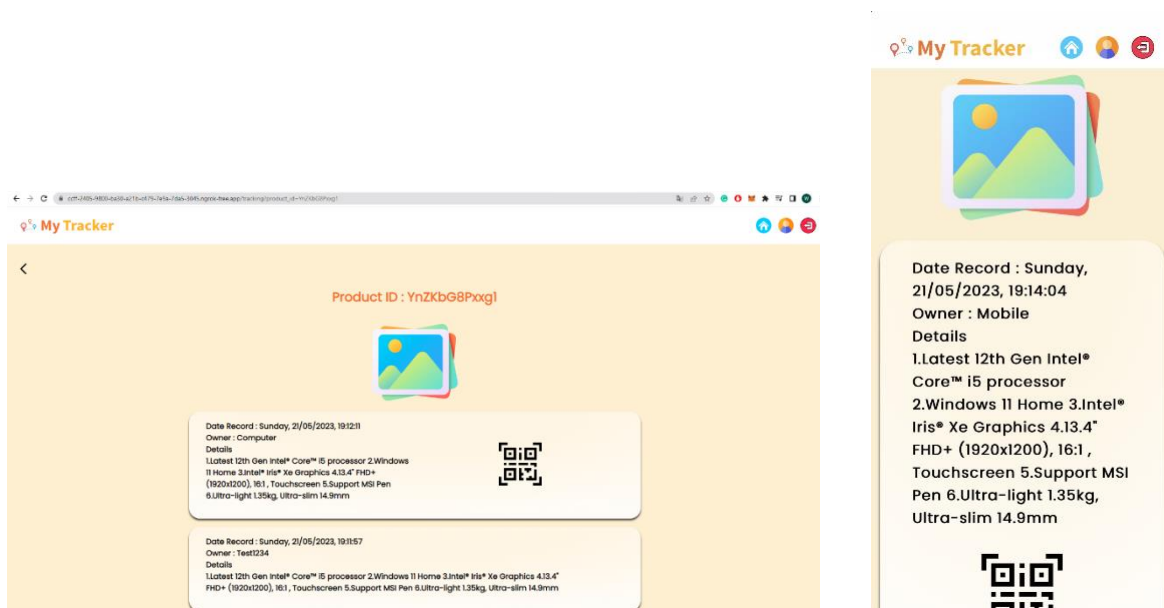 My Tracker
Product ID : YnZKbG8Pxxg1
Date Record : Sunday, 21/05/2023, 19:12:11
Owner : Computer
Details
1.Latest 12th Gen Intel® Core™ i5 processor 2.Windows
11 Home 3.Intel® Iris® Xe Graphics 4.13.4" FHD+
(1920x1200), 16:1 , Touchscreen 5.Support MSI Pen
6.Ultra-light 1.35kg, Ultra-slim 14.9mm
Date Record : Sunday, 21/05/2023, 19:11:57
Owner : Test1234
Details
1.Latest 12th Gen Intel® Core™ i5 processor 2.Windows 11 Home 3.Intel® Iris® Xe Graphics 4.13.4"
FHD+ (1920x1200), 16:1 , Touchscreen 5.Support MSI Pen 6.Ultra-light 1.35kg, Ultra-slim 14.9mm
My Tracker
Date Record : Sunday,
21/05/2023, 19:14:04
Owner : Mobile
Details
1.Latest 12th Gen Intel®
Core™ i5 processor
2.Windows 11 Home 3.Intel®
Iris® Xe Graphics 4.13.4"
FHD+ (1920x1200), 16:1 ,
Touchscreen 5.Support MSI
Pen 6.Ultra-light 1.35kg,
Ultra-slim 14.9mm